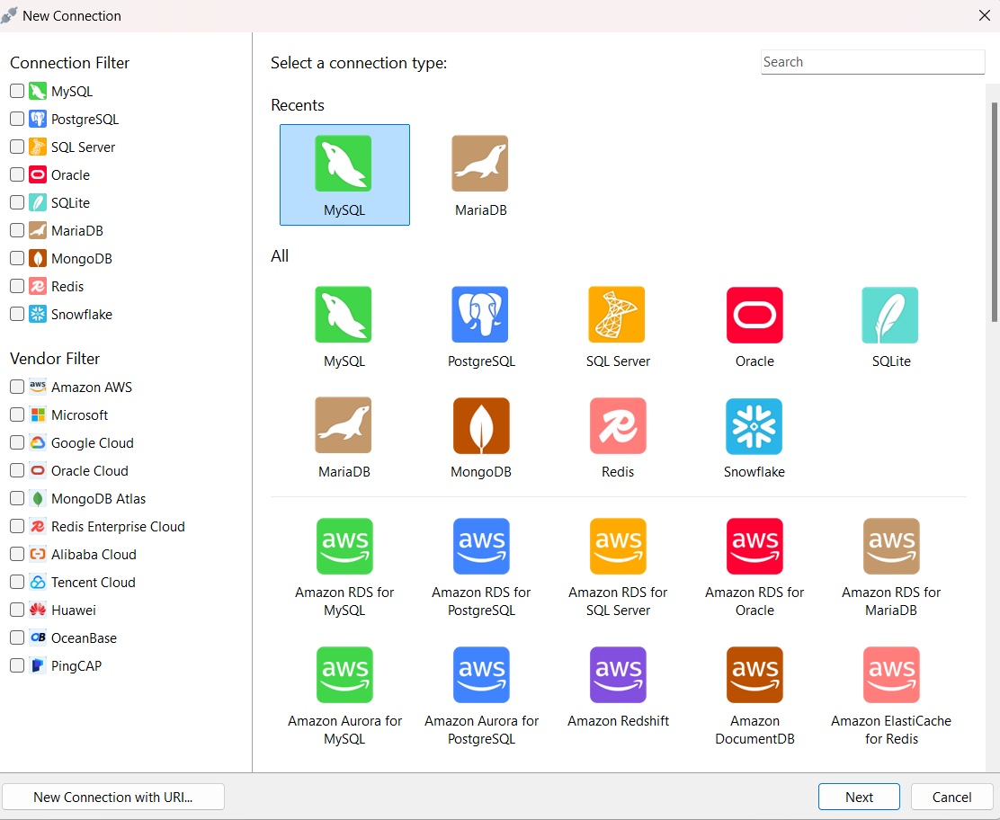 New Connection
Connection Filter
MySQL
PostgreSQL
SQL Server
Oracle
SQLite
MariaDB
MongoDB
Redis
Snowflake
Vendor Filter
aws Amazon AWS
Microsoft
Google Cloud
Oracle Cloud
MongoDB Atlas
Redis Enterprise Cloud
Alibaba Cloud
Tencent Cloud
Huawei
OB OceanBase
PingCAP
Select a connection type:
Search
Recents
MySQL MariaDB
All
MySQL PostgreSQL SQL Server Oracle SQLite
MariaDB MongoDB Redis Snowflake
aws aws aws aws aws
Amazon RDS for Amazon RDS for Amazon RDS for Amazon RDS for Amazon RDS for
MySQL PostgreSQL SQL Server Oracle MariaDB
aws aws aws aws aws
Amazon Aurora for Amazon Aurora for Amazon Redshift Amazon Amazon ElastiCache
MySQL PostgreSQL DocumentDB for Redis
New Connection with URI... Next Cancel